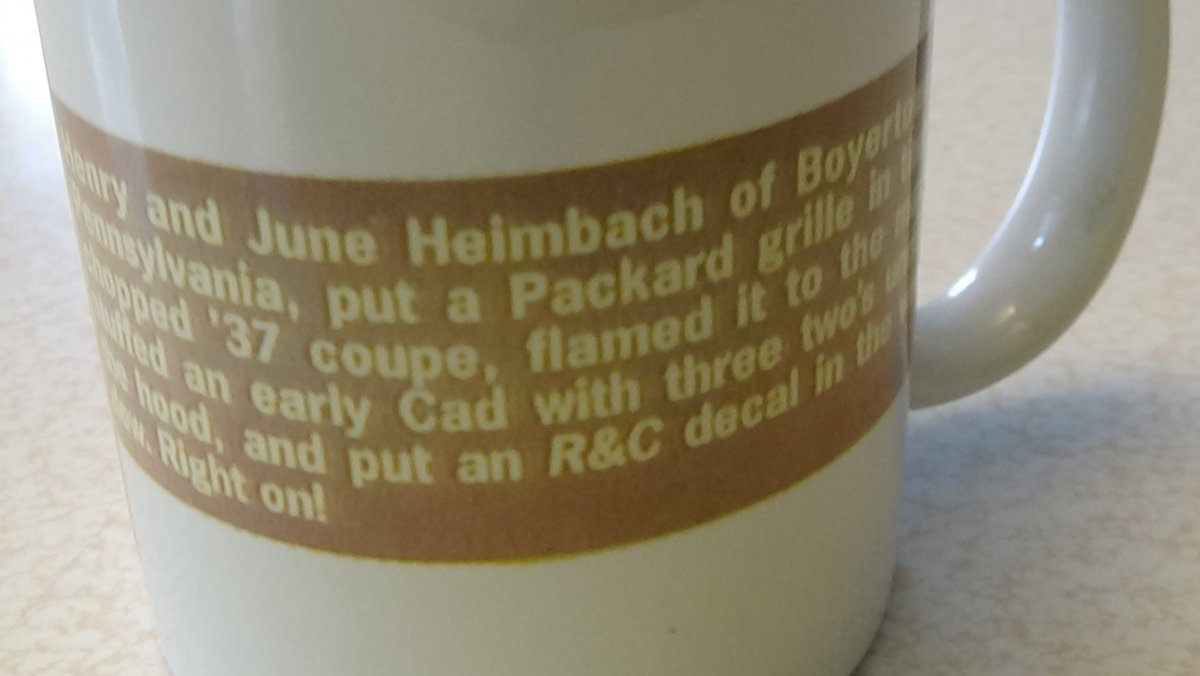 Henry and June Heimbach of
Pennsylvania, put a Packard grille in
chopped '37 coupe, flamed it to the
stuffed an early Cad with three two's
the hood, and put an R&C decal in the
Right on!